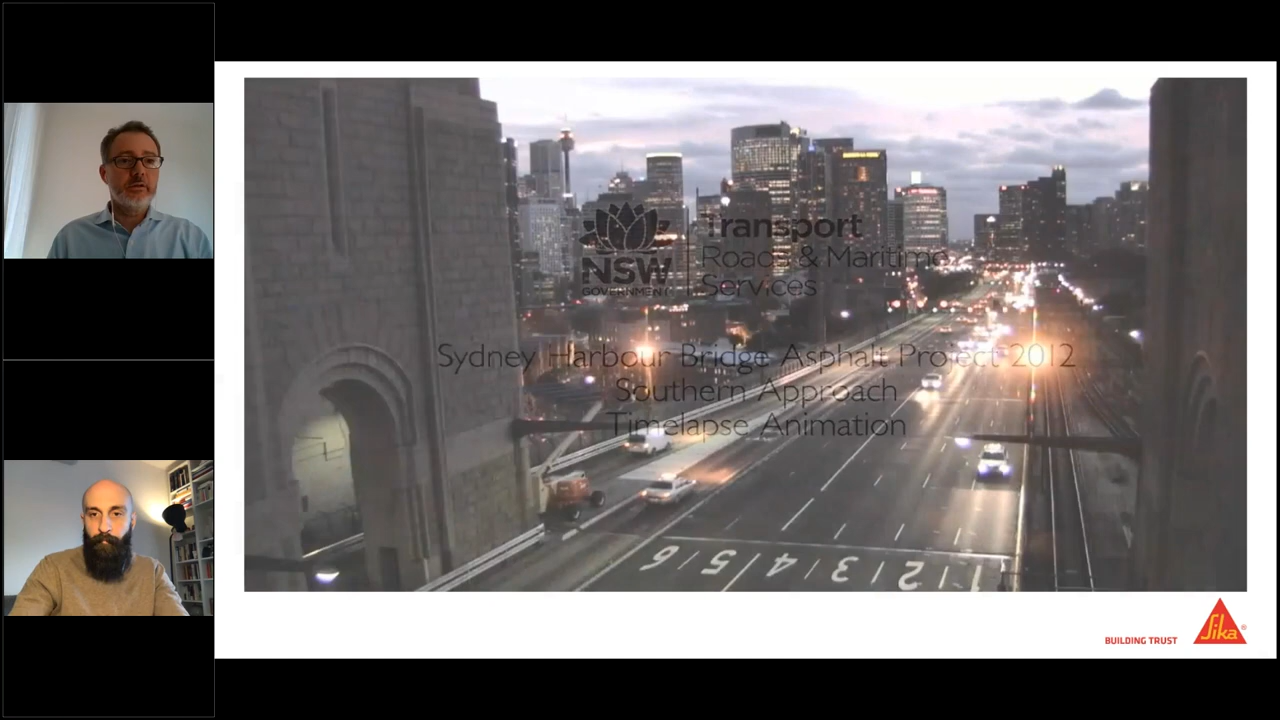 NSW
GOVERNMENT
Transport
Roads & Maritime
Services
Sydney Harbour Bridge Asphalt Project 2012
Southern Approach
Timelapse Animation
6 5 4 3 2 1
BUILDING TRUST
Sika®